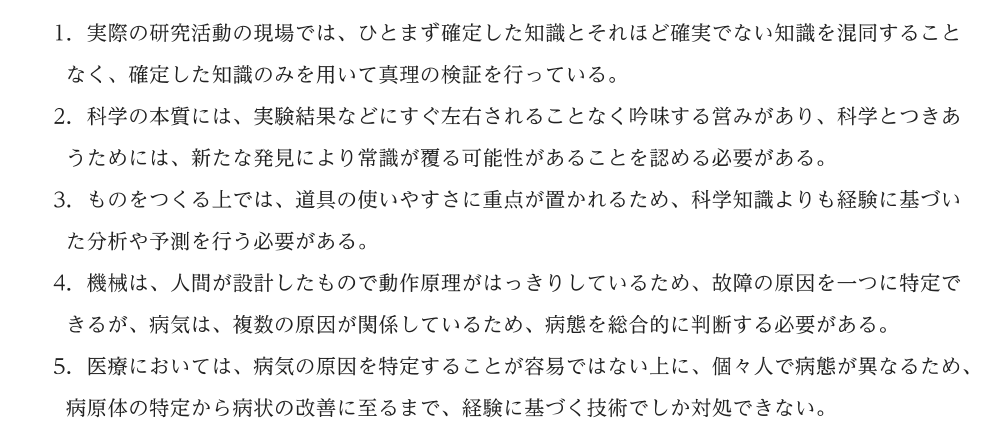 1．実際の研究活動の現場では、ひとまず確定した知識とそれほど確実でない知識を混同すること
なく、確定した知識のみを用いて真理の検証を行っている。
2．科学の本質には、実験結果などにすぐ左右されることなく吟味する営みがあり、科学とつきあ
うためには、新たな発見により常識が覆る可能性があることを認める必要がある。
3．ものをつくる上では、道具の使いやすさに重点が置かれるため、科学知識よりも経験に基づい
た分析や予測を行う必要がある。
4．機械は、人間が設計したもので動作原理がはっきりしているため、故障の原因を一つに特定で
きるが、病気は、複数の原因が関係しているため、病態を総合的に判断する必要がある。
5．医療においては、病気の原因を特定することが容易ではない上に、個々人で病態が異なるため、
病原体の特定から病状の改善に至るまで、経験に基づく技術でしか対処できない。